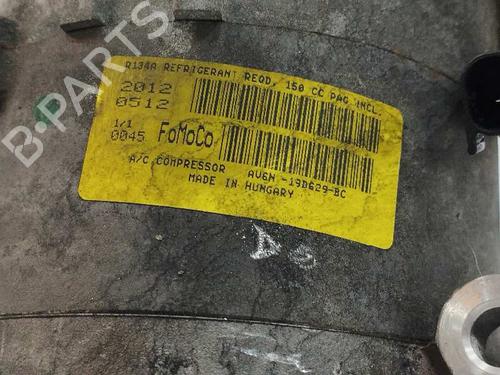 R134A REFRIGERANT REQD, 150 CC PAG INCL.
2012
0512
1/1
0045
FoMoCo
A/C COMPRESSOR AV6N -19D629-BC
MADE IN HUNGARY
B-PARTS